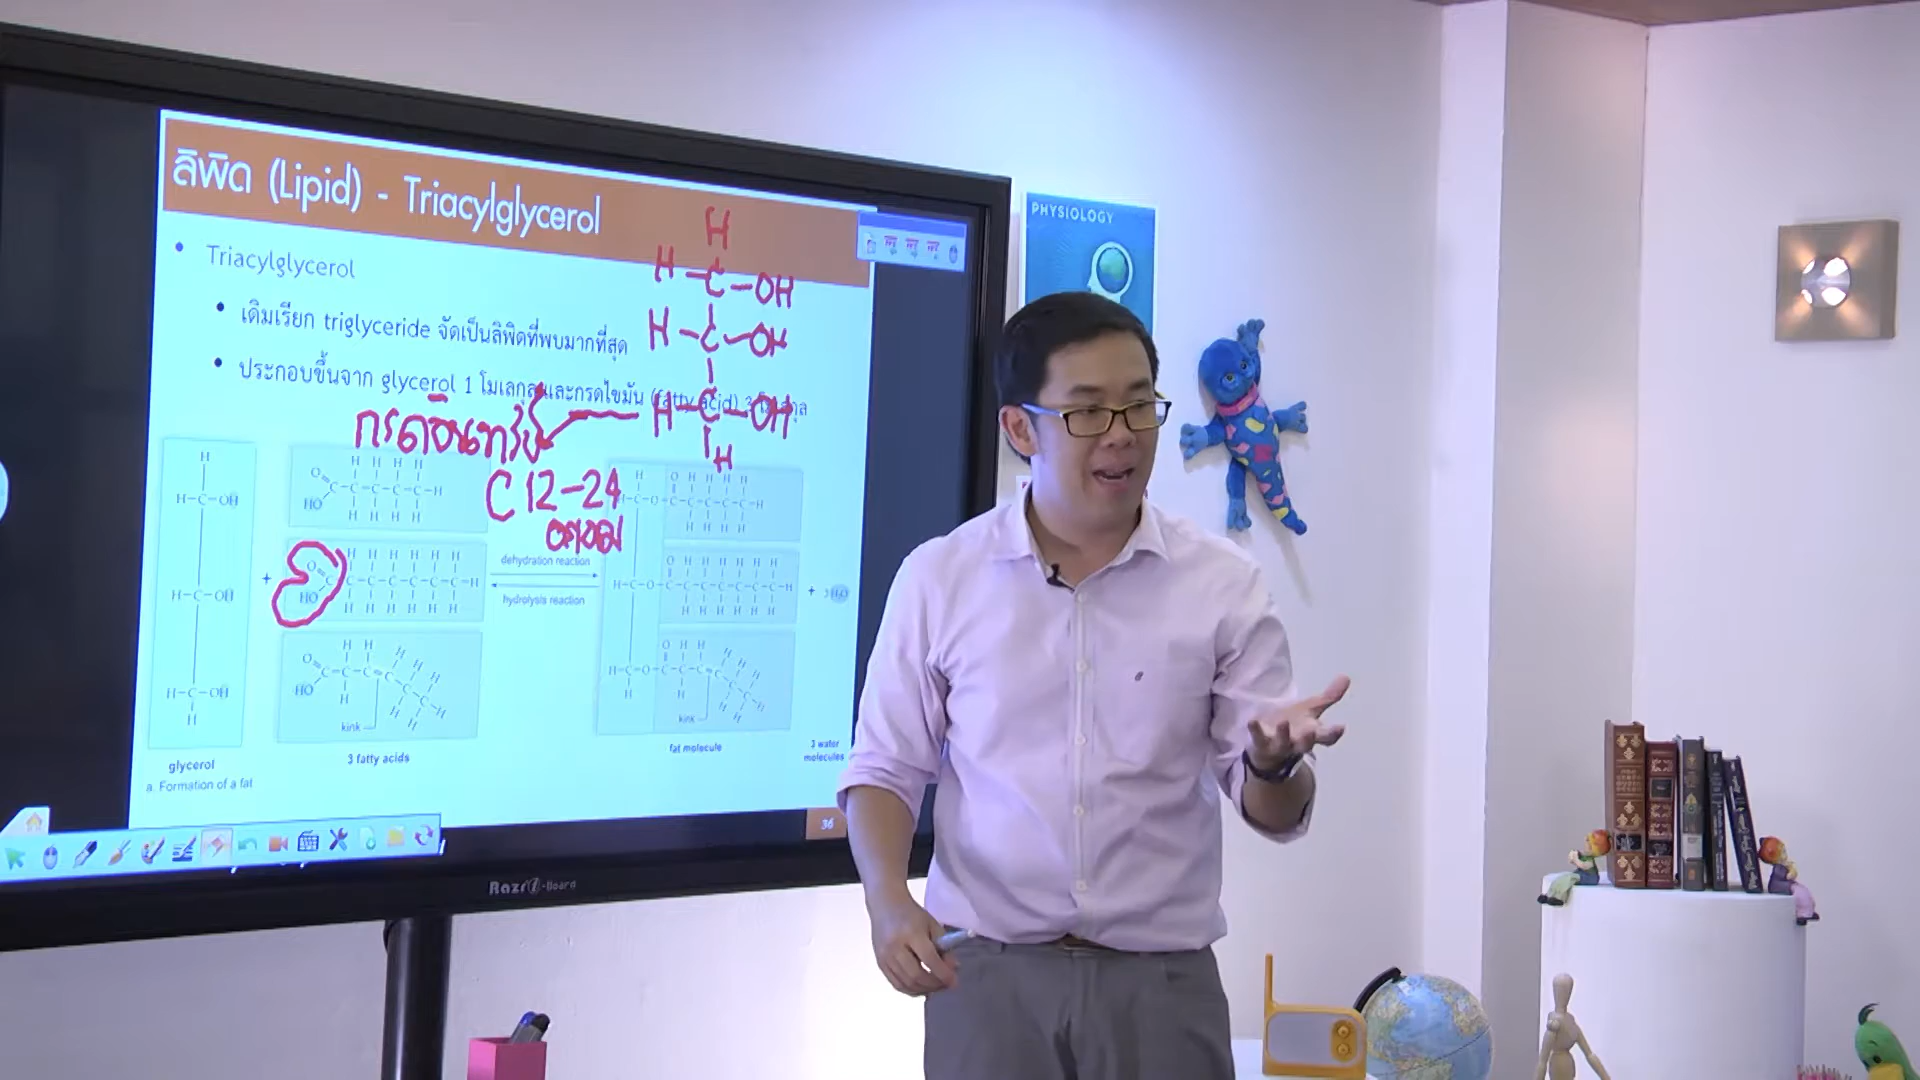 ลิพิด (Lipid) - Triacylglycerol
PHYSIOLOGY
• Triacylglycerol
• เดิมเรียก triglyceride จัดเป็นลิพิดที่พบมากที่สุด
• ประกอบขึ้นจาก glycerol 1 โมเลกุล และกรดไขมัน (fatty acid) 3 โมเลกุล
H
H-C-OH
H-C-OH
H-C-OH
H
กรดอินทรีย์
C 12-24
อะตอม
dehydration reaction
hydrolysis reaction
+
+ 3H₂O
kink
kink
glycerol
3 fatty acids
fat molecule
3 water
molecules
a. Formation of a fat
36
Razr i-Board